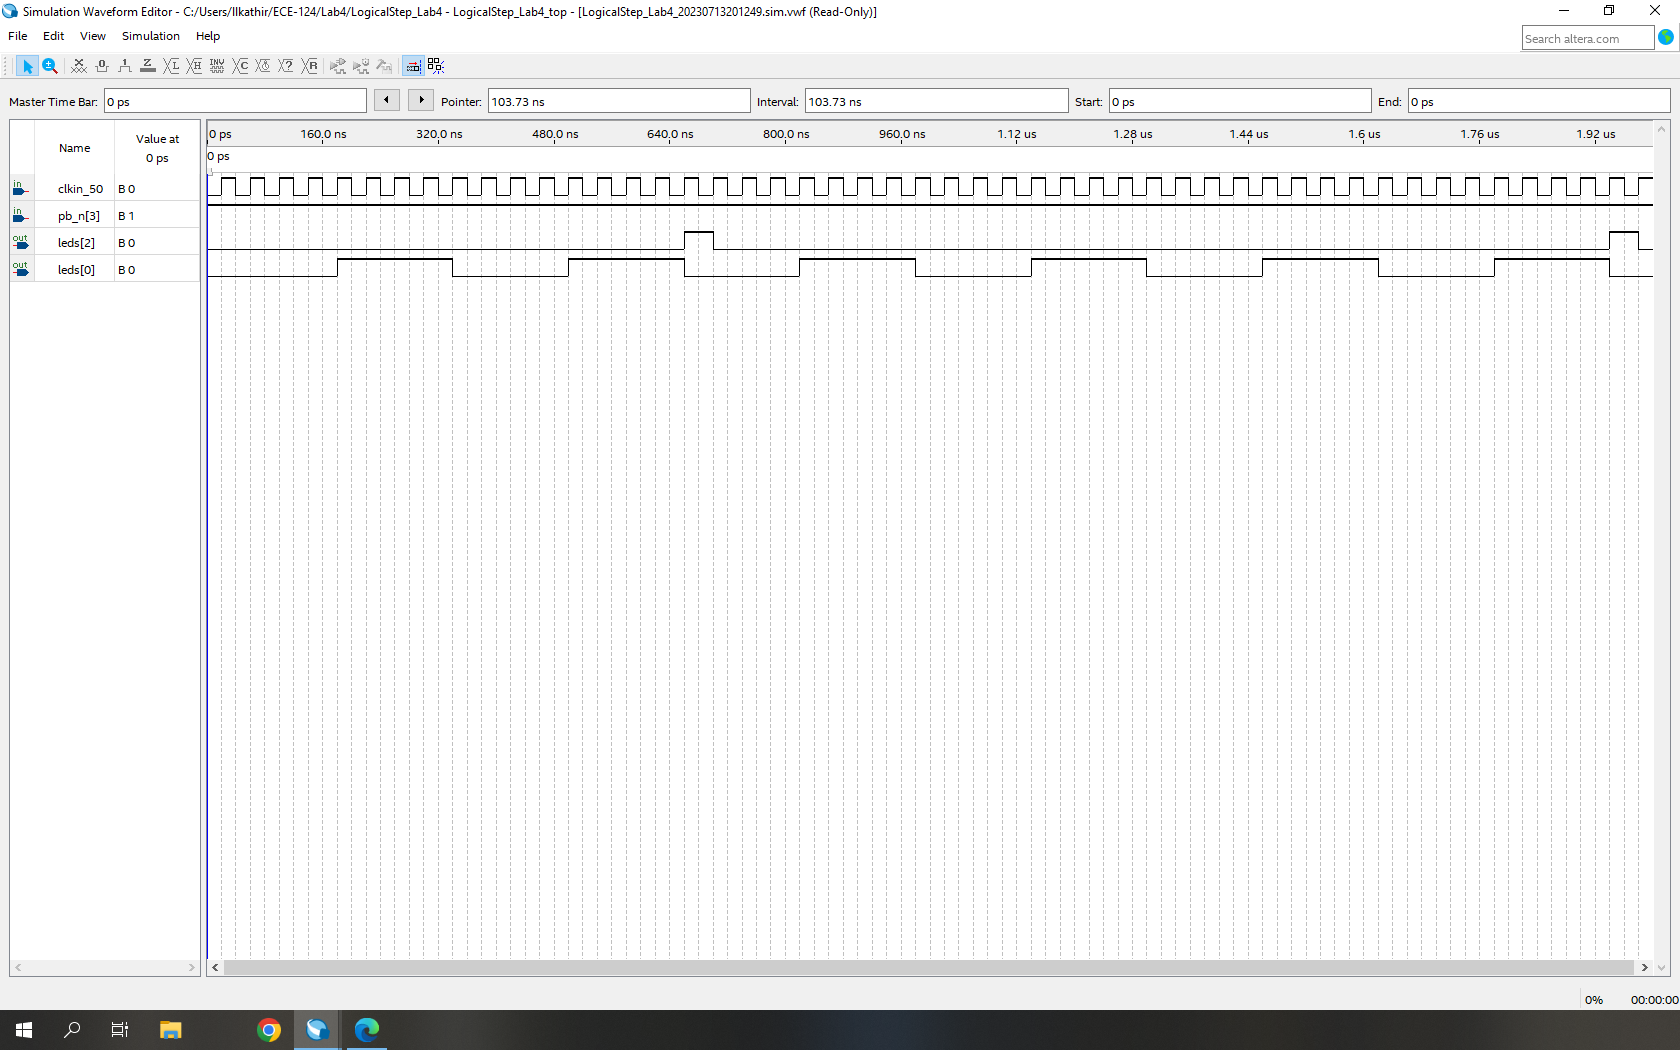 Simulation Waveform Editor - C:/Users/Ilkathir/ECE-124/Lab4/LogicalStep_Lab4 - LogicalStep_Lab4_top - [LogicalStep_Lab4_20230713201249.sim.vwf (Read-Only)]
File Edit View Simulation Help
Search altera.com
Master Time Bar: 0 ps Pointer: 103.73 ns Interval: 103.73 ns Start: 0 ps End: 0 ps
Name Value at 0 ps
0 ps 160.0 ns 320.0 ns 480.0 ns 640.0 ns 800.0 ns 960.0 ns 1.12 us 1.28 us 1.44 us 1.6 us 1.76 us 1.92 us
0 ps
in clkin_50 B 0
in pb_n[3] B 1
out leds[2] B 0
out leds[0] B 0
0% 00:00:00